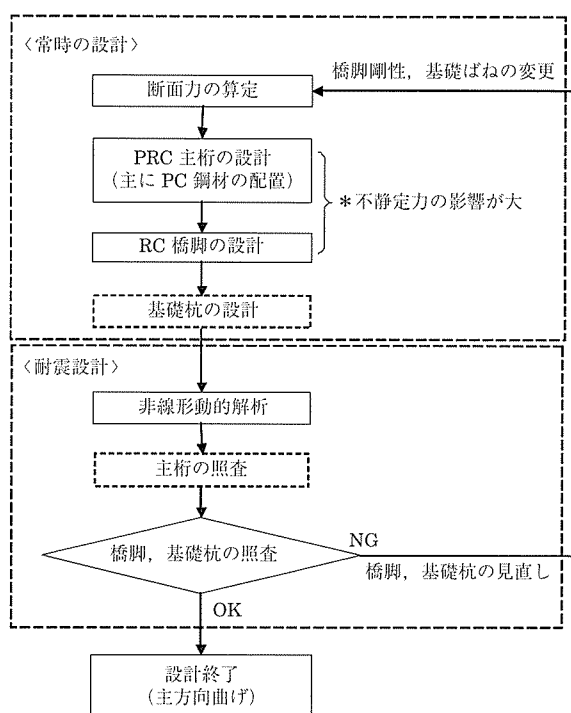 〈常時の設計〉
橋脚剛性，基礎ばねの変更
断面力の算定
PRC 主桁の設計
(主に PC 鋼材の配置)
＊不静定力の影響が大
RC 橋脚の設計
基礎杭の設計
〈耐震設計〉
非線形動的解析
主桁の照査
橋脚，基礎杭の照査
NG
橋脚，基礎杭の見直し
OK
設計終了
(主方向曲げ)